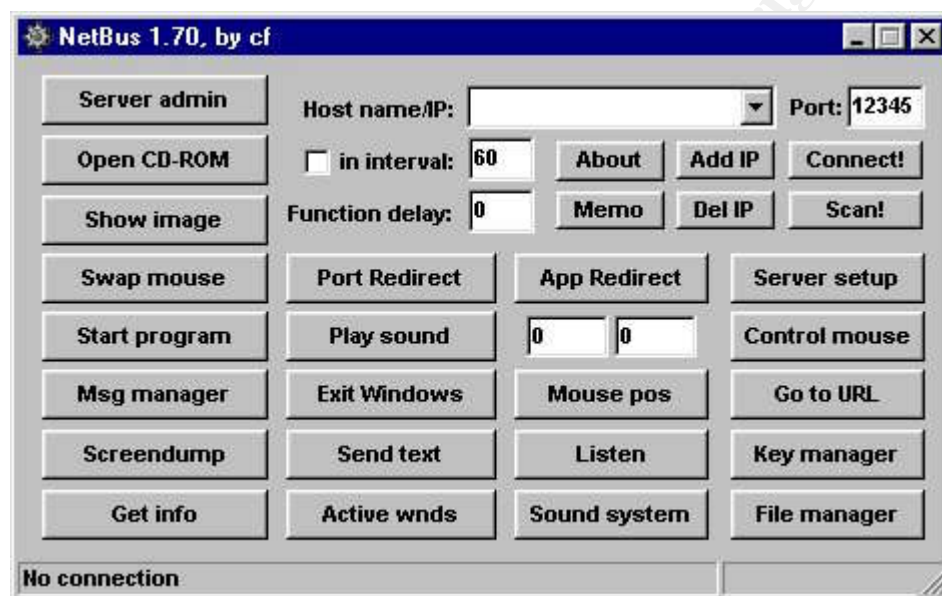 NetBus 1.70, by cf
Server admin
Host name/IP:
Port: 12345
Open CD-ROM
in interval: 60
About
Add IP
Connect!
Show image
Function delay: 0
Memo
Del IP
Scan!
Swap mouse
Port Redirect
App Redirect
Server setup
Start program
Play sound
0
0
Control mouse
Msg manager
Exit Windows
Mouse pos
Go to URL
Screendump
Send text
Listen
Key manager
Get info
Active wnds
Sound system
File manager
No connection